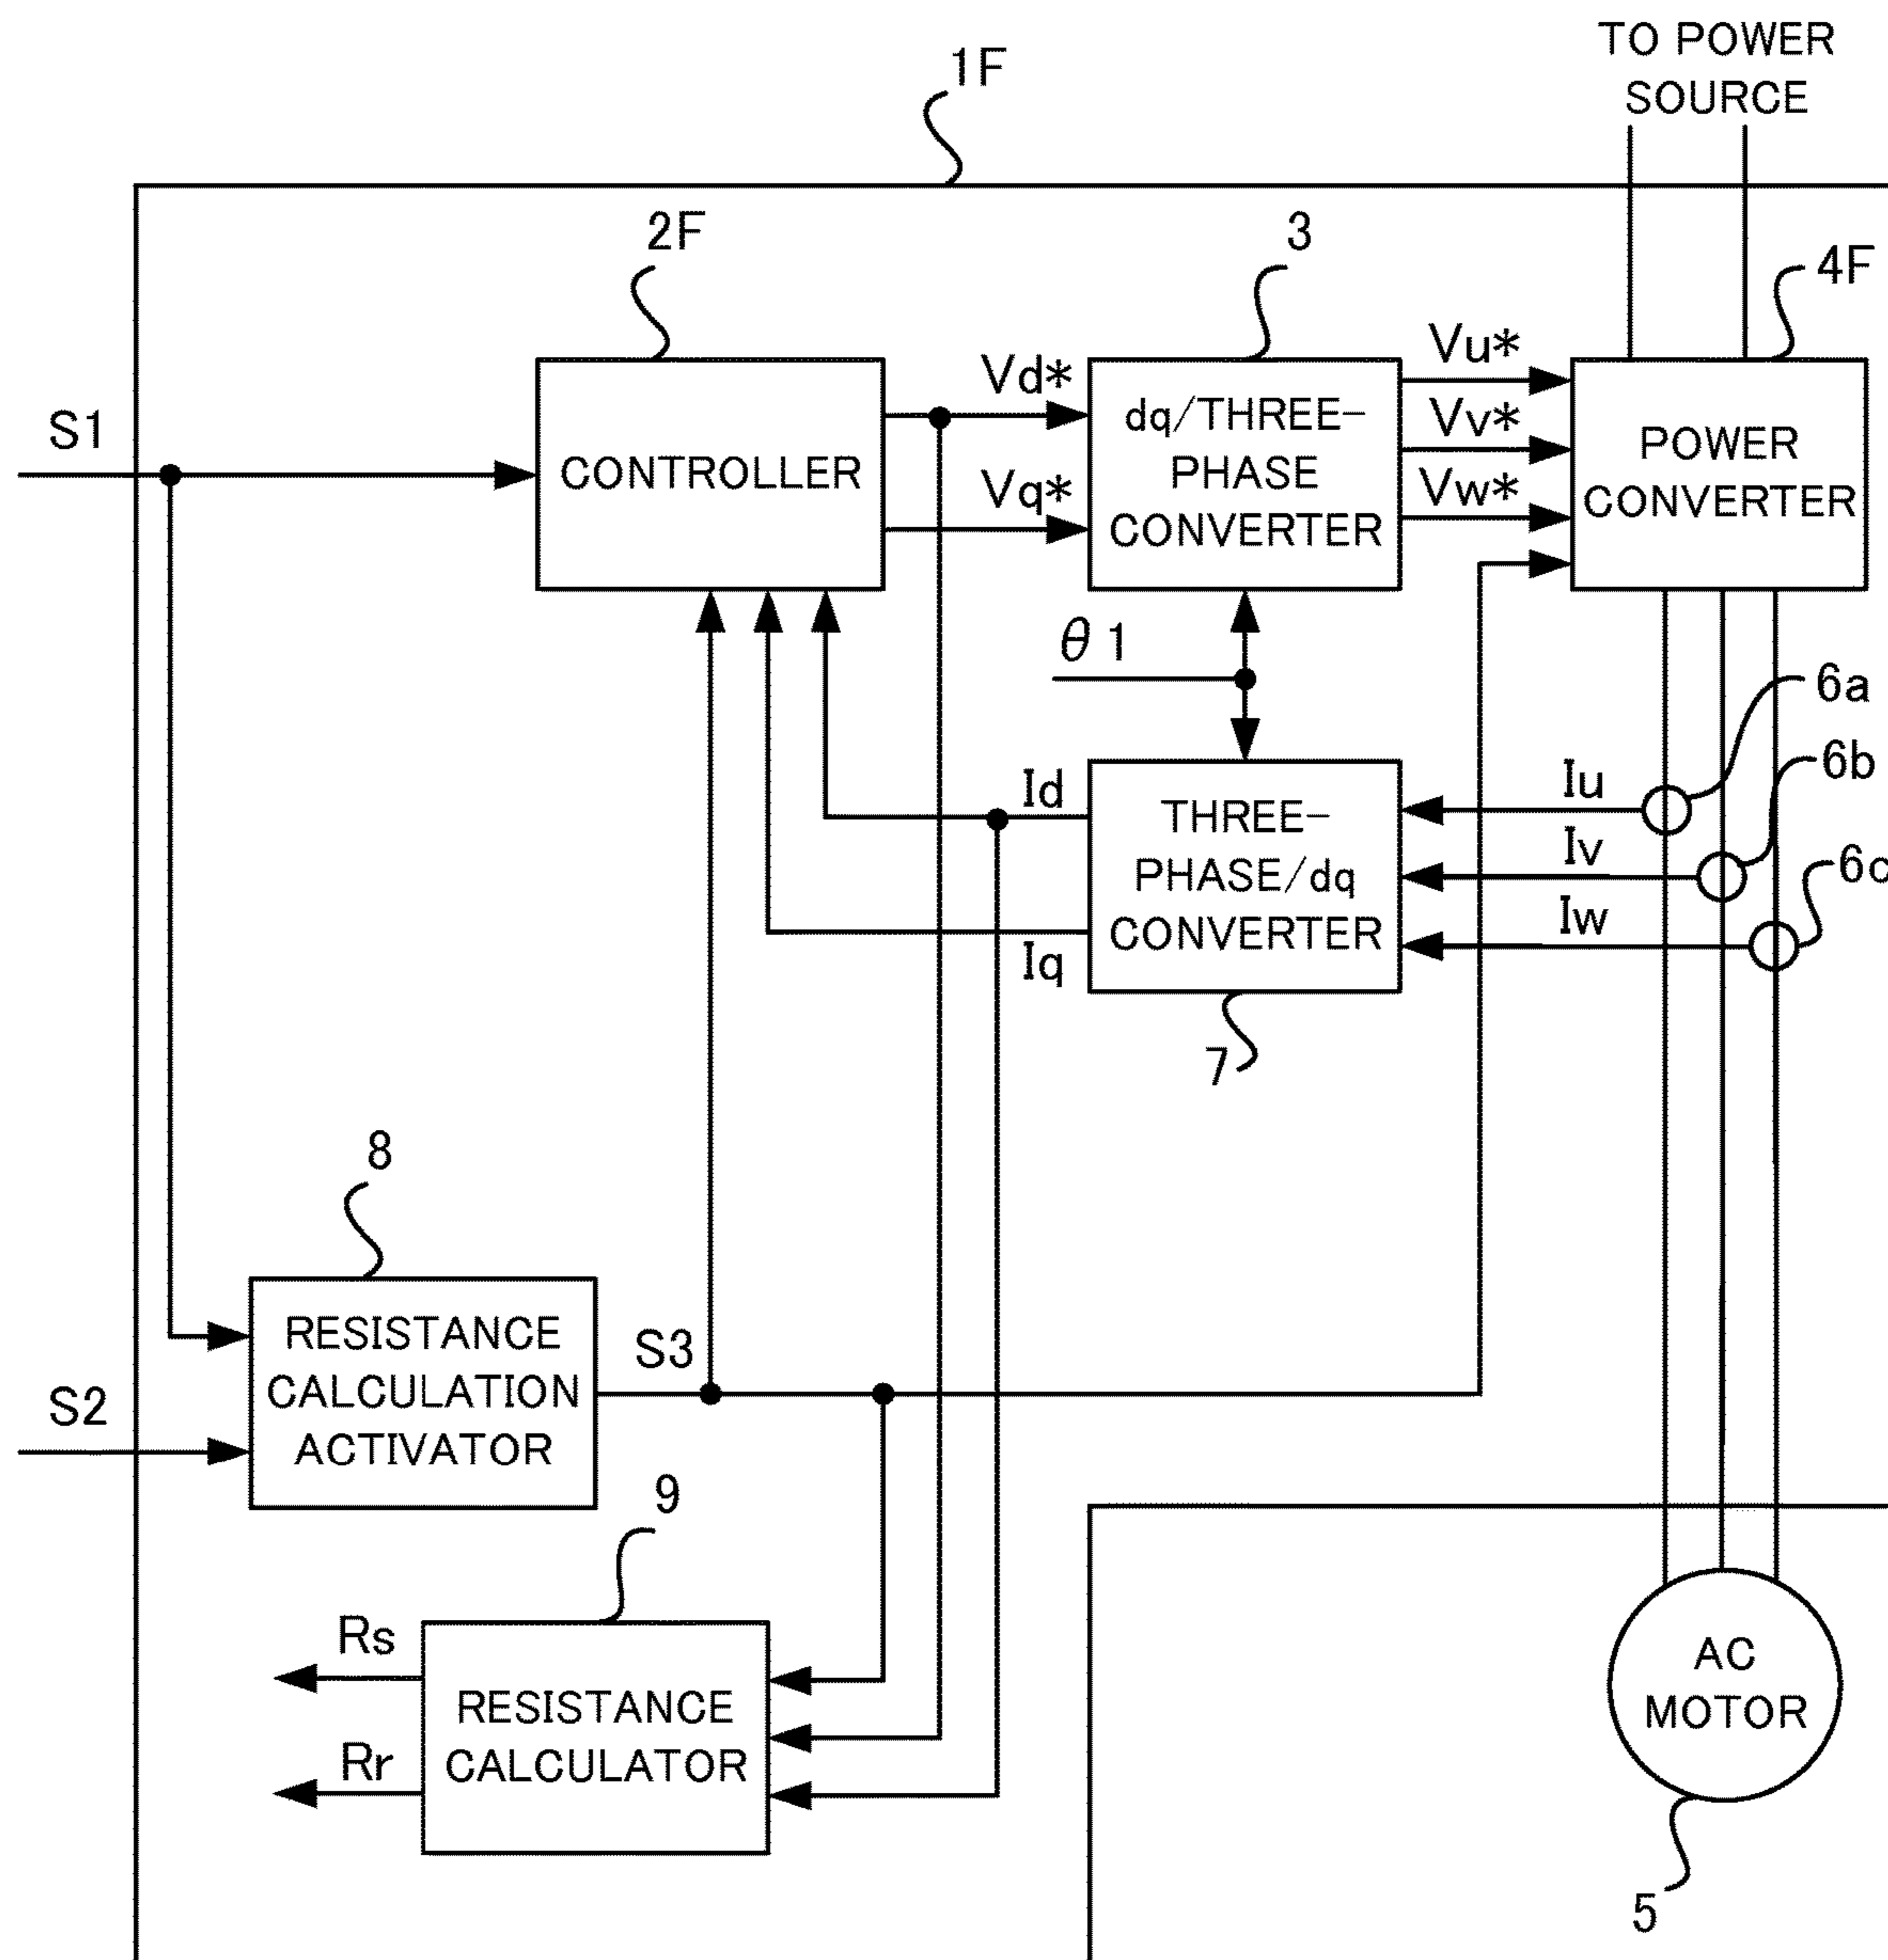 TO POWER
SOURCE
1F
2F
3
4F
S1
CONTROLLER
Vd*
Vq*
dq/THREE-
PHASE
CONVERTER
Vu*
Vv*
Vw*
POWER
CONVERTER
θ1
6a
6b
6c
Id
Iq
THREE-
PHASE/dq
CONVERTER
Iu
Iv
Iw
7
8
RESISTANCE
CALCULATION
ACTIVATOR
S2
S3
9
Rs
Rr
RESISTANCE
CALCULATOR
AC
MOTOR
5